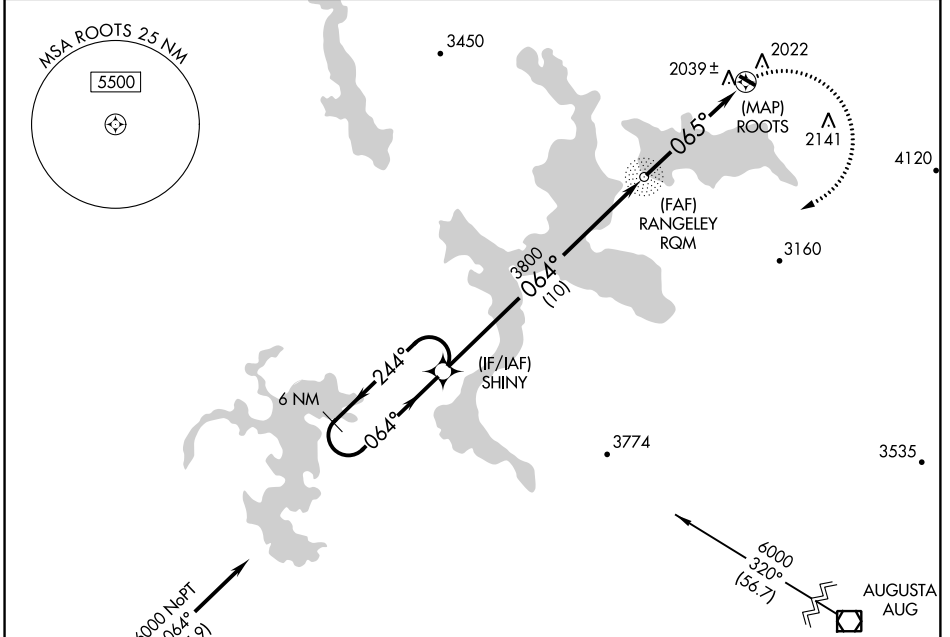 MSA ROOTS 25 NM
5500
3450
2039±
2022
(MAP)
ROOTS
065°
2141
4120
(FAF)
RANGELEY
RQM
3160
3800
064°
(10)
(IF/IAF)
SHINY
244°
6 NM
064°
3774
3535
6000 NoPT
064°
6000
320°
(56.7)
AUGUSTA
AUG